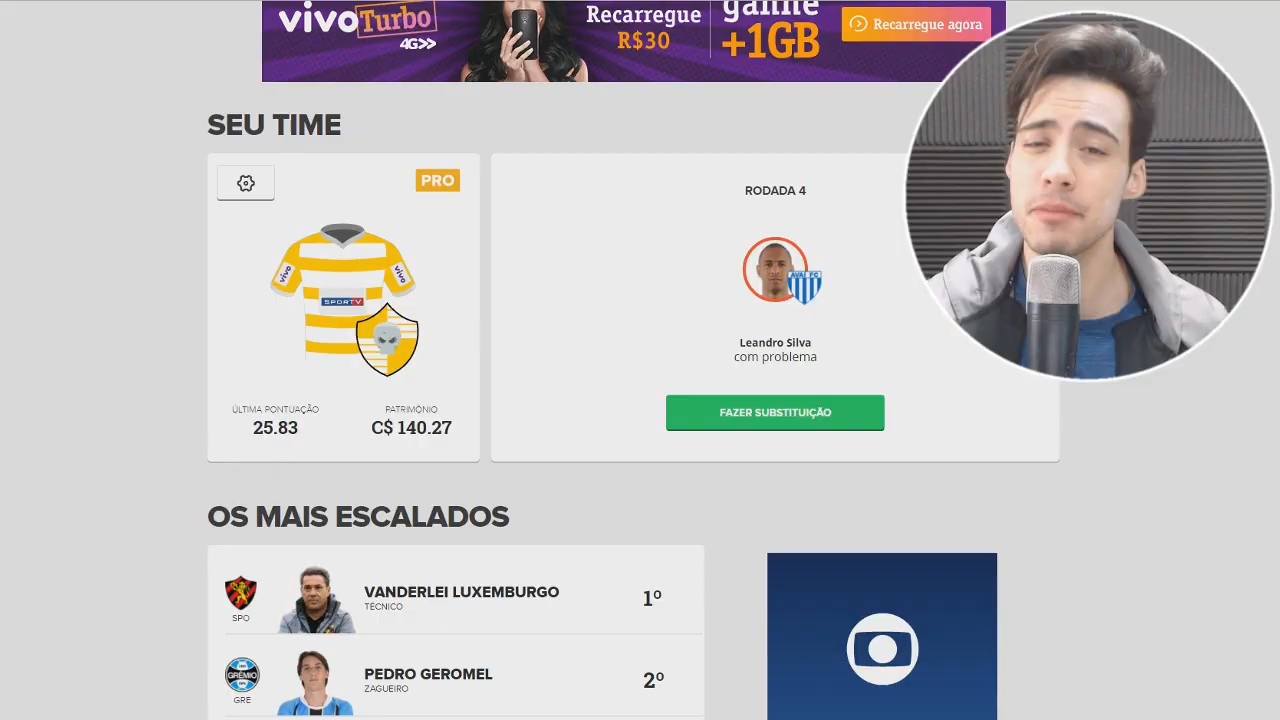 vivo Turbo
4G
Recarregue
R$30
ganhe
+1GB
Recarregue agora
SEU TIME
PRO
vivo
vivo
SPORTV
ÚLTIMA PONTUAÇÃO
25.83
PATRIMÔNIO
C$ 140.27
RODADA 4
AVAÍ FC
Leandro Silva
com problema
FAZER SUBSTITUIÇÃO
OS MAIS ESCALADOS
SPO
VANDERLEI LUXEMBURGO
TÉCNICO
1º
GRÊMIO
GRE
PEDRO GEROMEL
ZAGUEIRO
2º